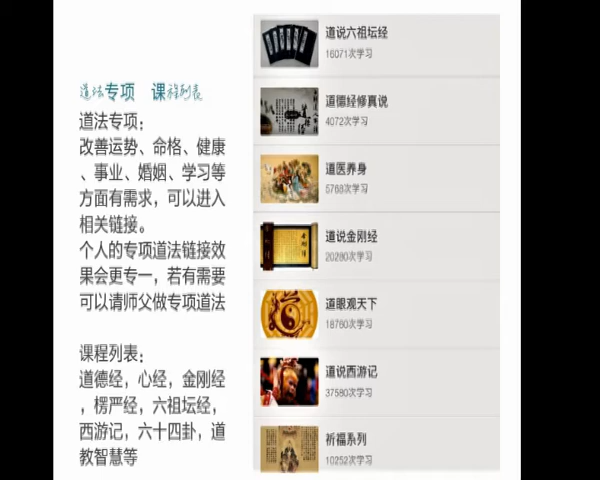 道法专项 课程列表
道法专项：
改善运势、命格、健康
、事业、婚姻、学习等
方面有需求，可以进入
相关链接。
个人的专项道法链接效
果会更专一，若有需要
可以请师父做专项道法
课程列表：
道德经，心经，金刚经
，楞严经，六祖坛经，
西游记，六十四卦，道
教智慧等
道说六祖坛经
16071次学习
道德经修真说
4072次学习
道医养身
5768次学习
道说金刚经
20280次学习
道眼观天下
18760次学习
道说西游记
37580次学习
祈福系列
10252次学习